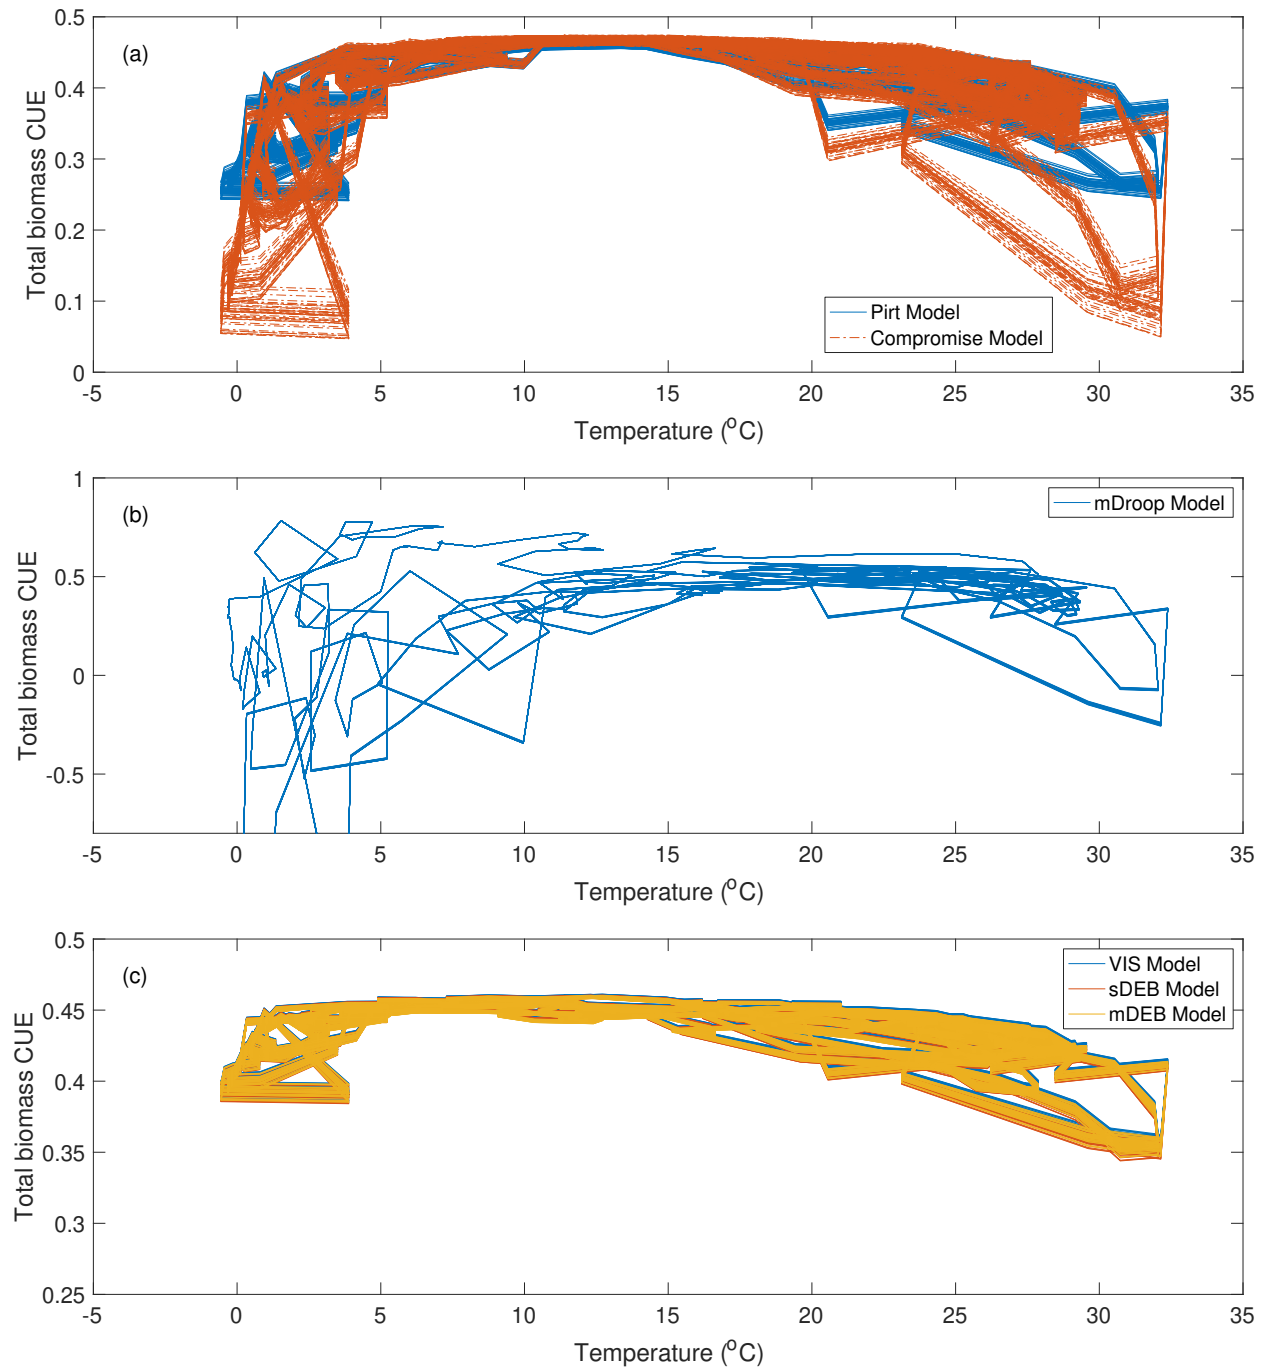 0.5
0.4
0.3
0.2
0.1
0
Total biomass CUE
(a)
Pirt Model
Compromise Model
-5 0 5 10 15 20 25 30 35
Temperature (°C)
1
0.5
0
-0.5
Total biomass CUE
(b)
mDroop Model
-5 0 5 10 15 20 25 30 35
Temperature (°C)
0.5
0.45
0.4
0.35
0.3
0.25
Total biomass CUE
(c)
VIS Model
sDEB Model
mDEB Model
-5 0 5 10 15 20 25 30 35
Temperature (°C)